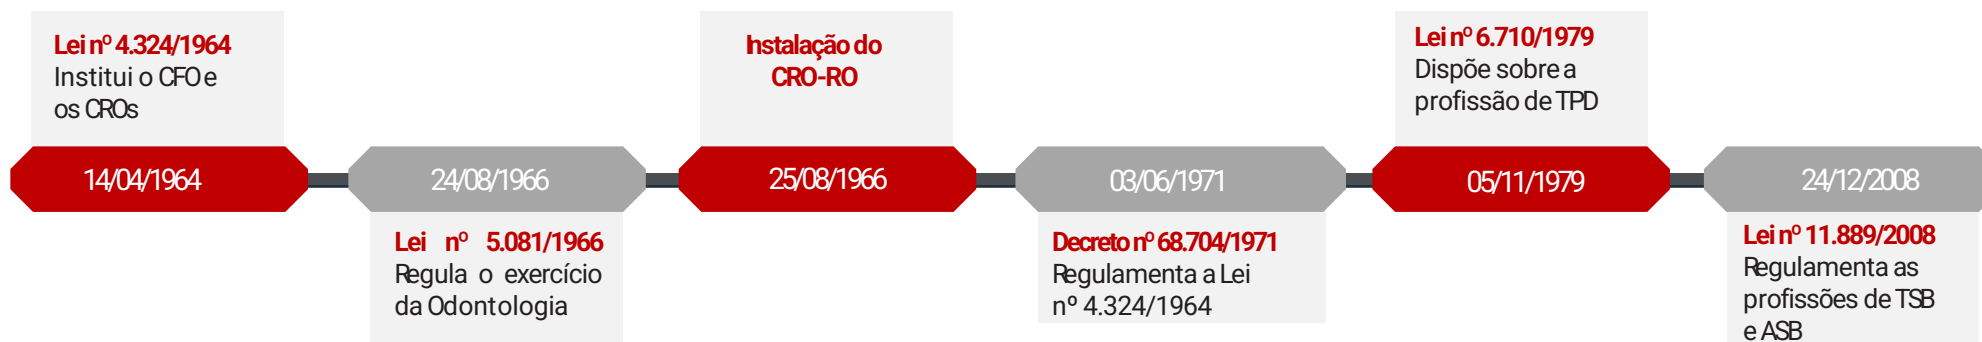 Lei nº 4.324/1964
Institui o CFO e
os CROs
14/04/1964
24/08/1966
Lei nº 5.081/1966
Regula o exercício
da Odontologia
Instalação do
CRO-RO
25/08/1966
03/06/1971
Decreto nº 68.704/1971
Regulamenta a Lei
nº 4.324/1964
Lei nº 6.710/1979
Dispõe sobre a
profissão de TPD
05/11/1979
24/12/2008
Lei nº 11.889/2008
Regulamenta as
profissões de TSB
e ASB